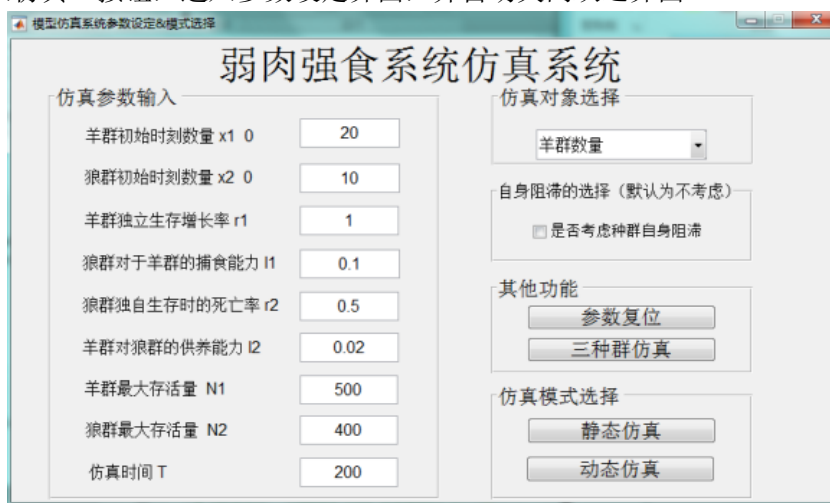 模型仿真系统参数设定&模式选择
弱肉强食系统仿真系统
仿真参数输入
羊群初始时刻数量 x1 0
20
狼群初始时刻数量 x2 0
10
羊群独立生存增长率 r1
1
狼群对于羊群的捕食能力 l1
0.1
狼群独自生存时的死亡率 r2
0.5
羊群对狼群的供养能力 l2
0.02
羊群最大存活量 N1
500
狼群最大存活量 N2
400
仿真时间 T
200
仿真对象选择
羊群数量
自身阻滞的选择（默认为不考虑）
是否考虑种群自身阻滞
其他功能
参数复位
三种群仿真
仿真模式选择
静态仿真
动态仿真